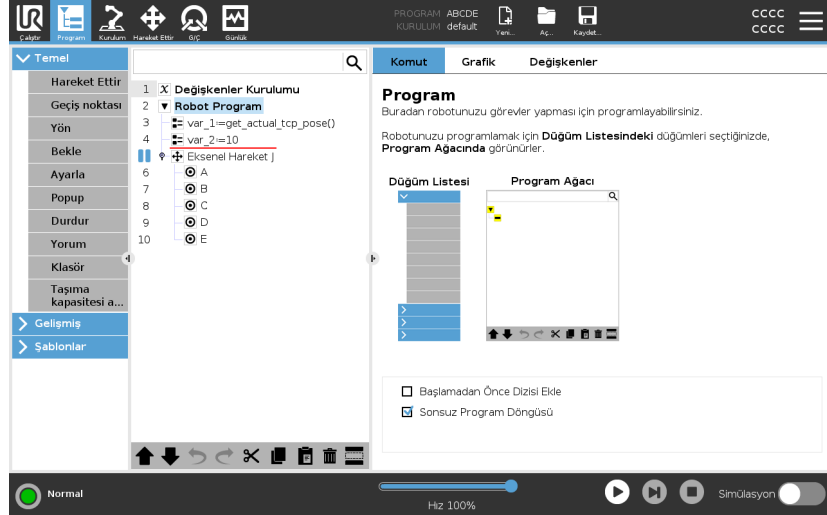 UR
PROGRAM ABCDE
KURULUM default
cccc
cccc
Çalıştır Program Kurulum Hareket Ettir G/Ç Günlük
Yeni... Aç... Kaydet...
Temel
Hareket Ettir
Geçiş noktası
Yön
Bekle
Ayarla
Popup
Durdur
Yorum
Klasör
Taşıma
kapasitesi a...
Gelişmiş
Şablonlar
1 X Değişkenler Kurulumu
2 Robot Program
3 var_1≔get_actual_tcp_pose()
4 var_2≔10
Eksenel Hareket J
6 A
7 B
8 C
9 D
10 E
Komut Grafik Değişkenler
Program
Buradan robotunuzu görevler yapması için programlayabilirsiniz.
Robotunuzu programlamak için Düğüm Listesindeki düğümleri seçtiğinizde,
Program Ağacında görünürler.
Düğüm Listesi Program Ağacı
Başlamadan Önce Dizisi Ekle
Sonsuz Program Döngüsü
Normal
Hız 100%
Simülasyon